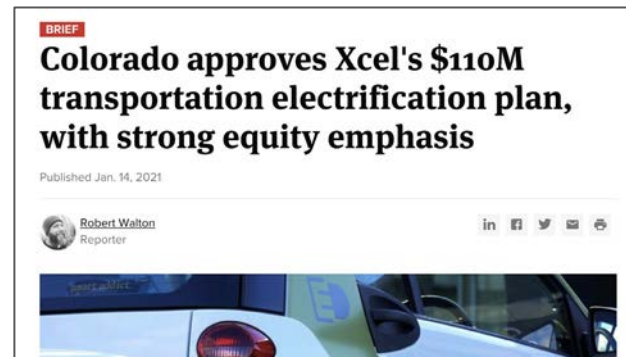 BRIEF
Colorado approves Xcel's $110M
transportation electrification plan,
with strong equity emphasis
Published Jan. 14, 2021
Robert Walton
Reporter
in